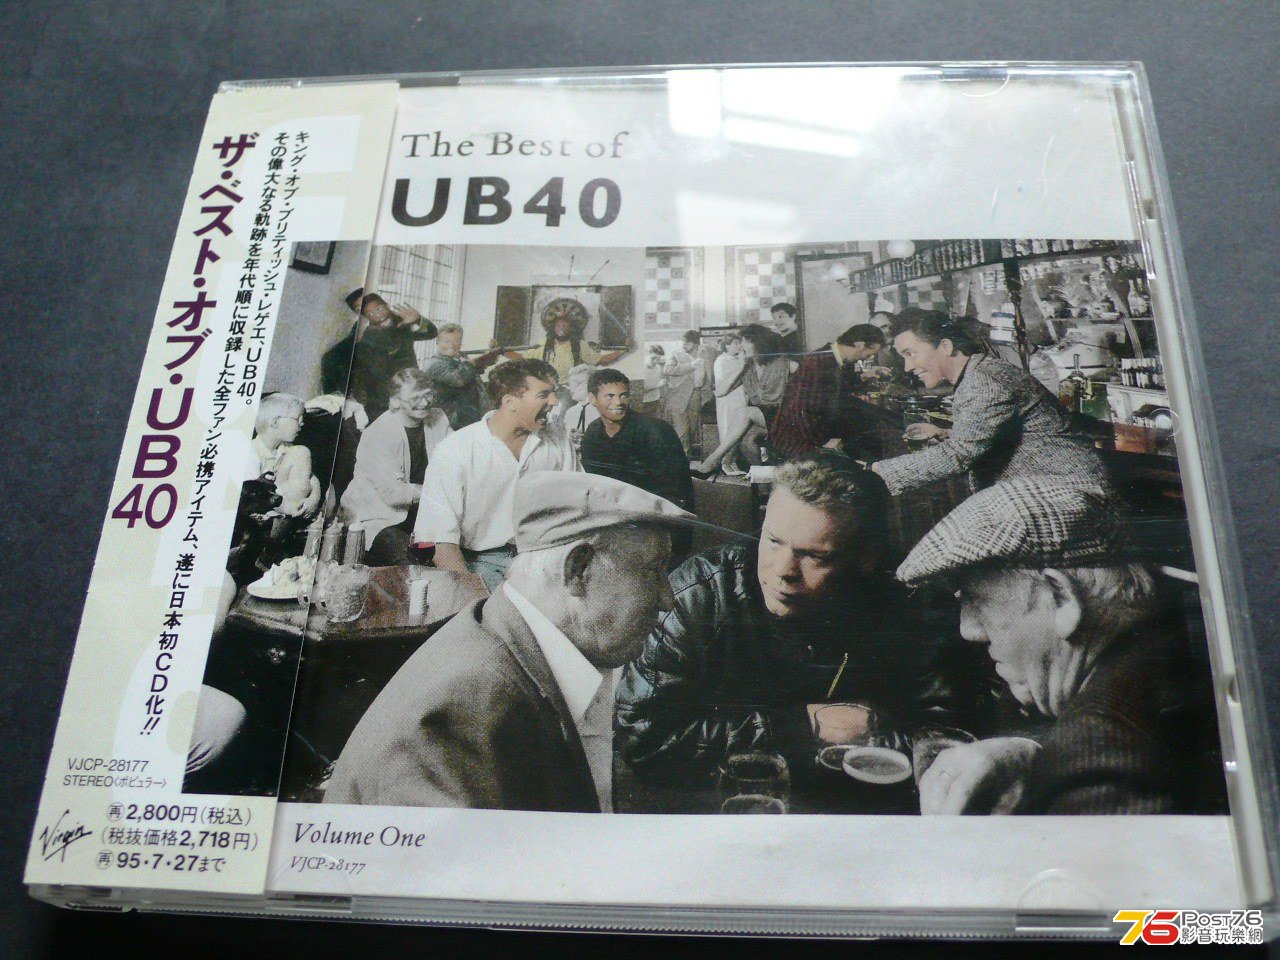 キング・オブ・ブリティッシュ・レゲエ、UB40。
その偉大なる軌跡を年代順に収録した全ファン必携アイテム、遂に日本初CD化!!
ザ・ベスト・オブ・UB40
VJCP-28177
STEREO〈ポピュラー〉
再2,800円(税込)
(税抜価格2,718円)
再95・7・27まで
Virgin
The Best of
UB40
Volume One
VJCP-28177
76 Post76
影音玩樂網